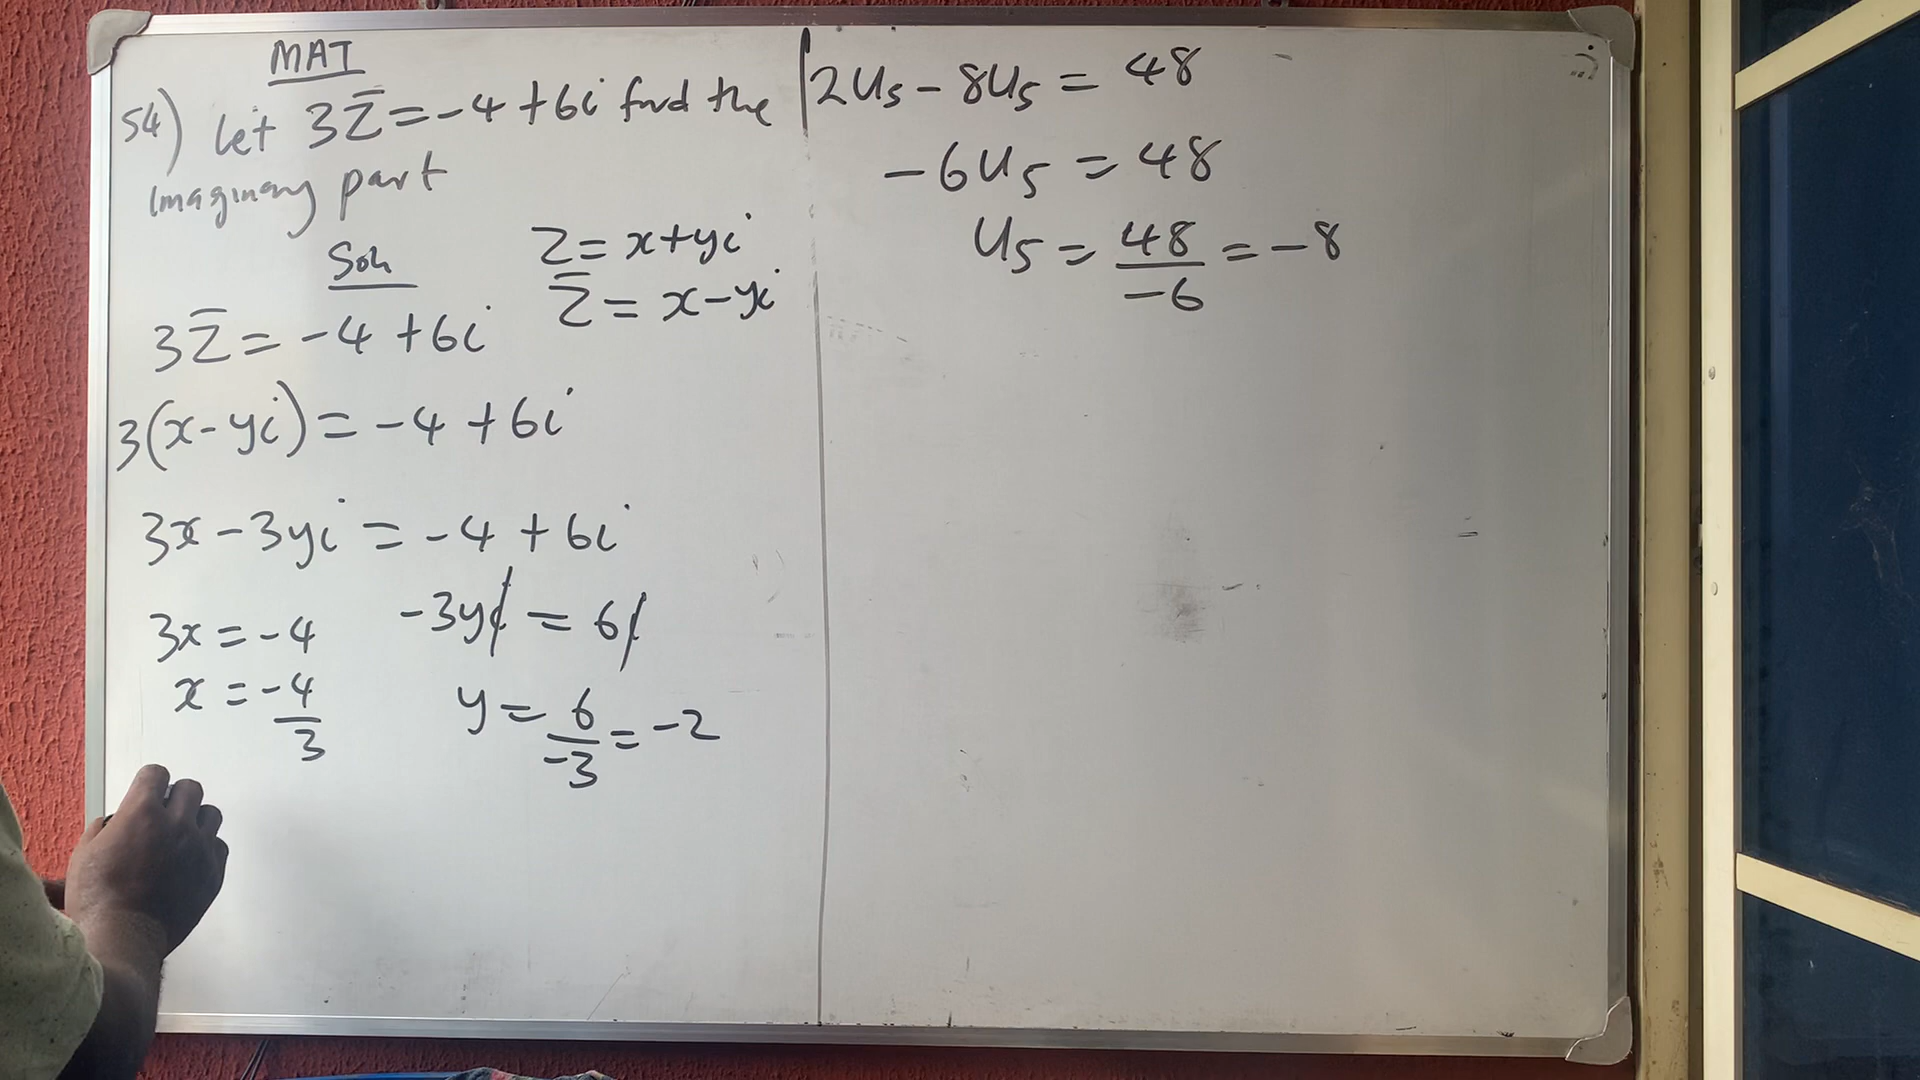 MAT
54) Let 3z̅ = -4 + 6i find the
Imaginary part
Soln
z = x + yi
z̅ = x - yi
3z̅ = -4 + 6i
3(x - yi) = -4 + 6i
3x - 3yi = -4 + 6i
3x = -4
x = -4/3
-3yi = 6i
y = 6/-3 = -2
2U5 - 8U5 = 48
-6U5 = 48
U5 = 48/-6 = -8